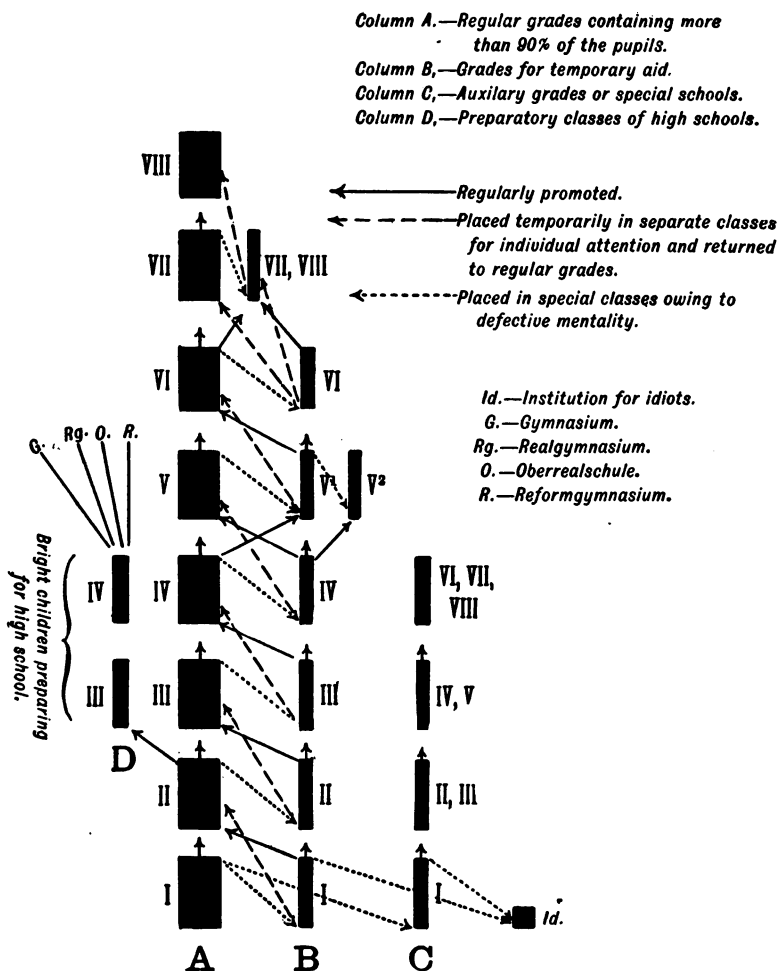 Column A.—Regular grades containing more
than 90% of the pupils.
Column B,—Grades for temporary aid.
Column C,—Auxilary grades or special schools.
Column D,—Preparatory classes of high schools.
VIII
Regularly promoted.
Placed temporarily in separate classes
for individual attention and returned
to regular grades.
VII
VII, VIII
Placed in special classes owing to
defective mentality.
VI
VI
Id.—Institution for idiots.
G.—Gymnasium.
Rg.—Realgymnasium.
O.—Oberrealschule.
R.—Reformgymnasium.
G. Rg. O. R.
V
V¹
V²
Bright children preparing
for high school.
IV
IV
IV
VI, VII,
VIII
III
III
III
IV, V
D
II
II
II, III
I
I
I
Id.
A B C